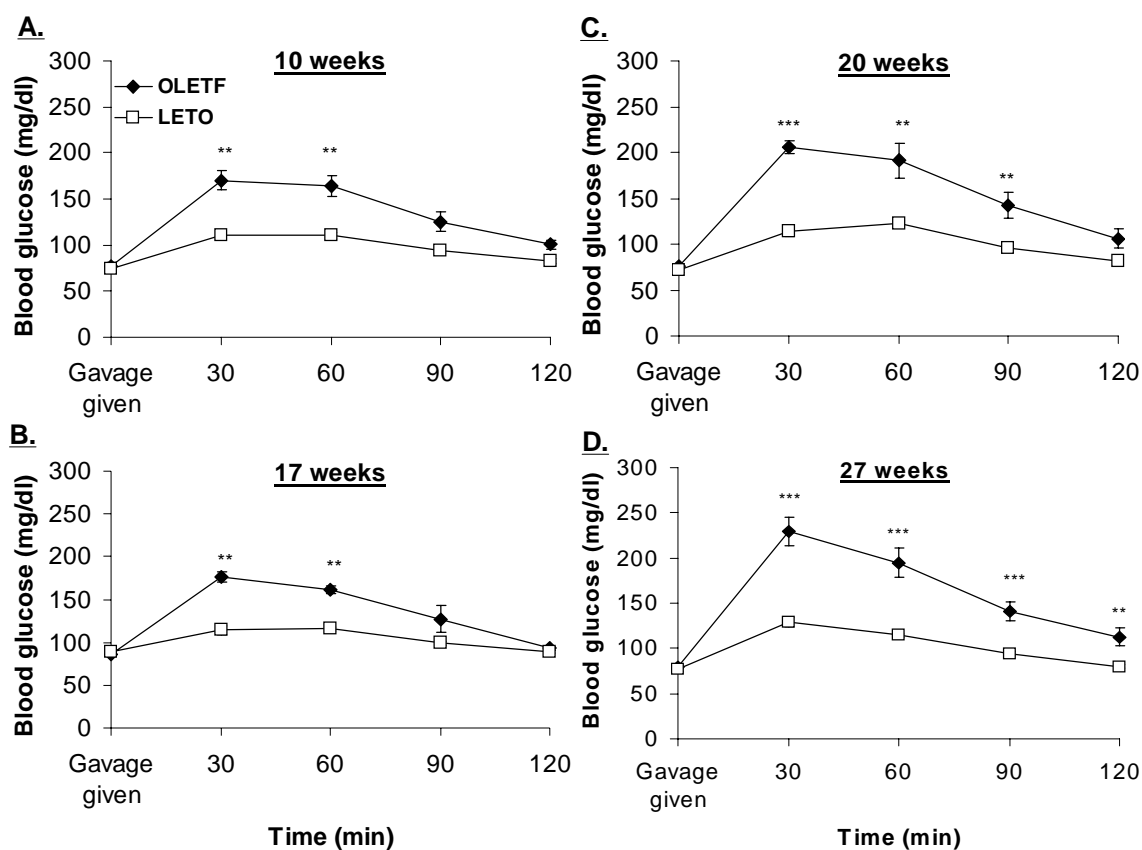 A.
10 weeks
Blood glucose (mg/dl)
300
250
200
150
100
50
0
OLETF
LETO
** **
Gavage given 30 60 90 120
C.
20 weeks
Blood glucose (mg/dl)
300
250
200
150
100
50
0
*** ** **
Gavage given 30 60 90 120
B.
17 weeks
Blood glucose (mg/dl)
300
250
200
150
100
50
0
** **
Gavage given 30 60 90 120
Time (min)
D.
27 weeks
Blood glucose (mg/dl)
300
250
200
150
100
50
0
*** *** *** **
Gavage given 30 60 90 120
Time (min)